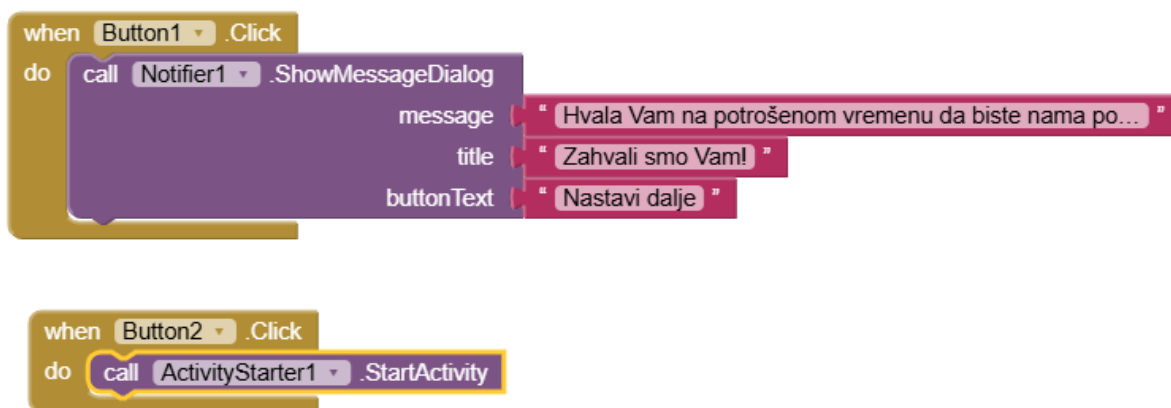 when Button1 .Click
do call Notifier1 .ShowMessageDialog
message " Hvala Vam na potrošenom vremenu da biste nama po… "
title " Zahvali smo Vam! "
buttonText " Nastavi dalje "
when Button2 .Click
do call ActivityStarter1 .StartActivity